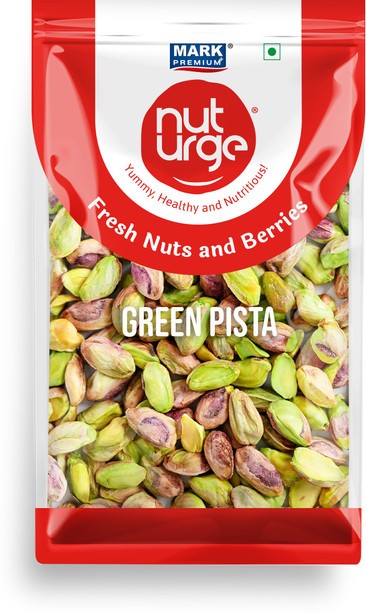 MARK®
PREMIUM
nut
urge®
Yummy, Healthy and Nutritious!
Fresh Nuts and Berries
GREEN PISTA